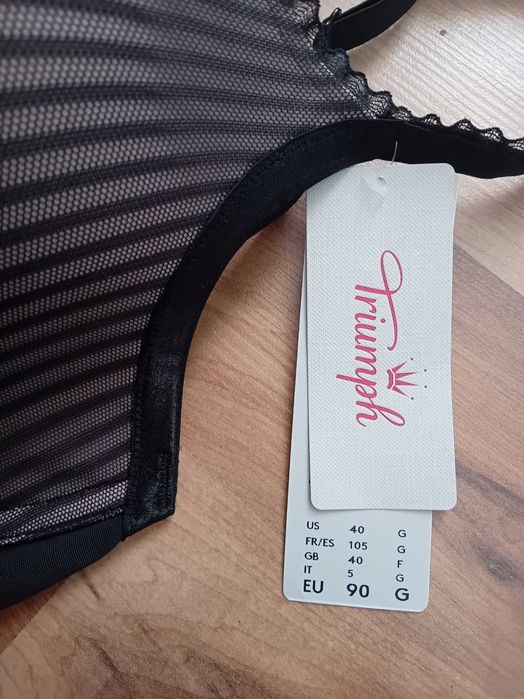 Triumph
US 40 G
FR/ES 105 G
GB 40 F
IT 5 G
EU 90 G